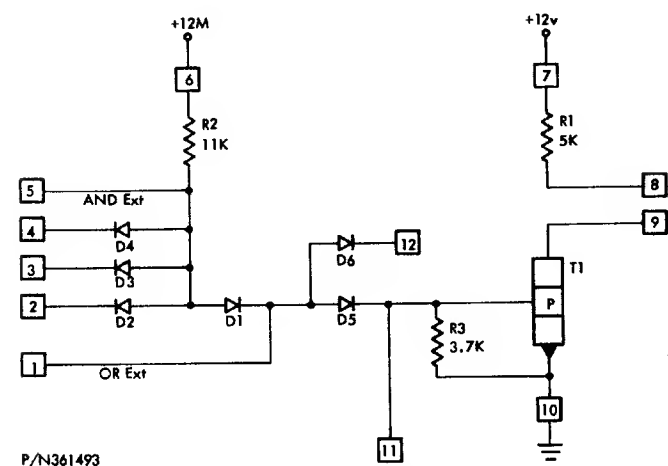 +12M
+12v
6
7
R2
11K
R1
5K
5
AND Ext
8
4
D4
9
12
D6
T1
3
D3
2
D2
D1
D5
P
R3
3.7K
1
OR Ext
10
11
P/N361493